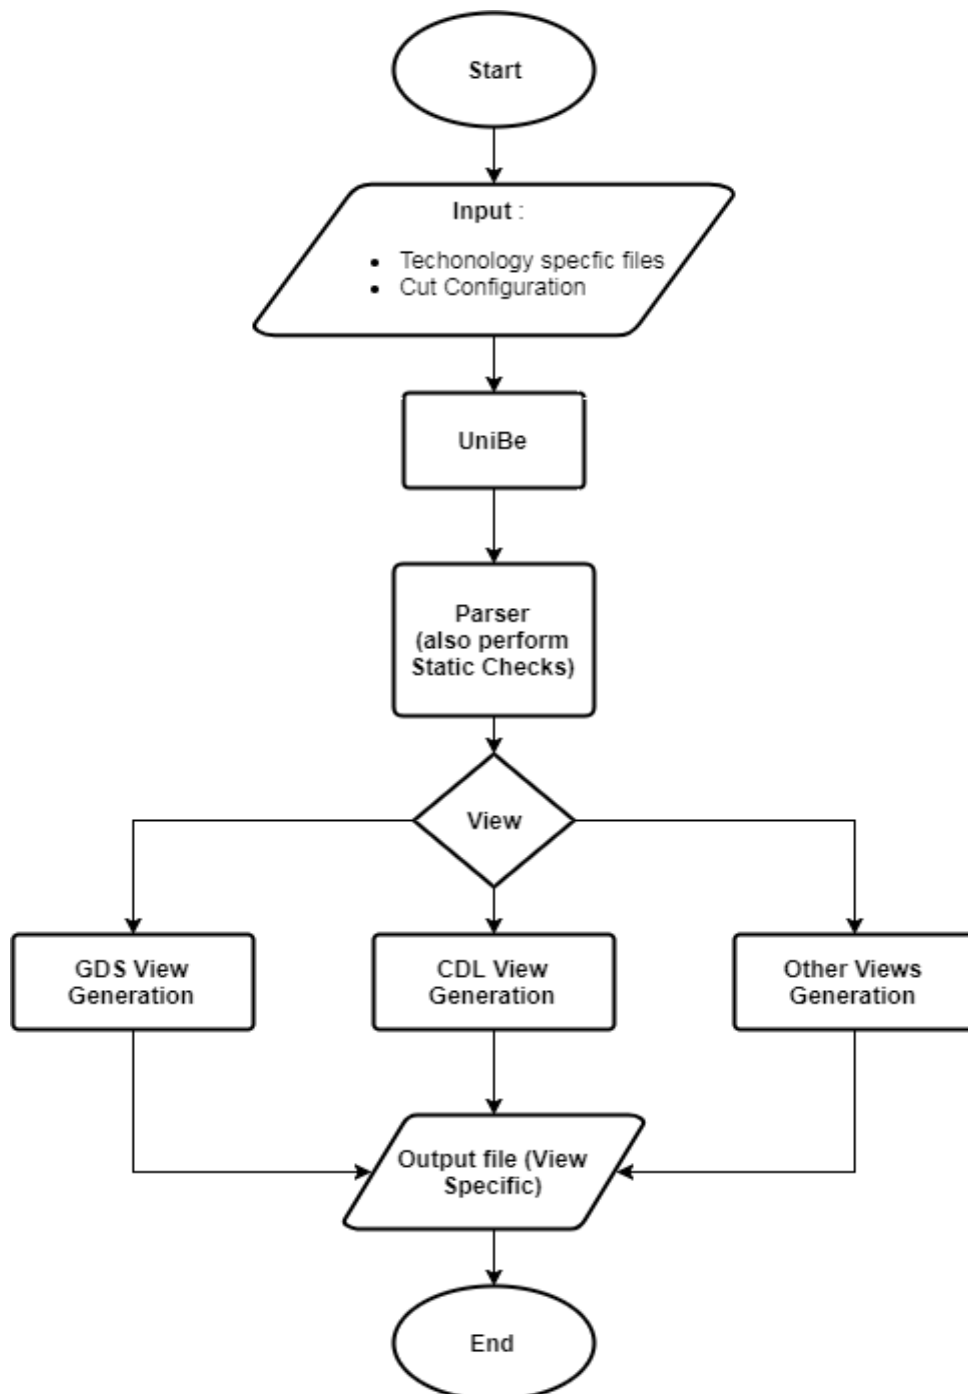 Start
Input :
• Techonology specfic files
• Cut Configuration
UniBe
Parser
(also perform
Static Checks)
View
GDS View
Generation
CDL View
Generation
Other Views
Generation
Output file (View
Specific)
End